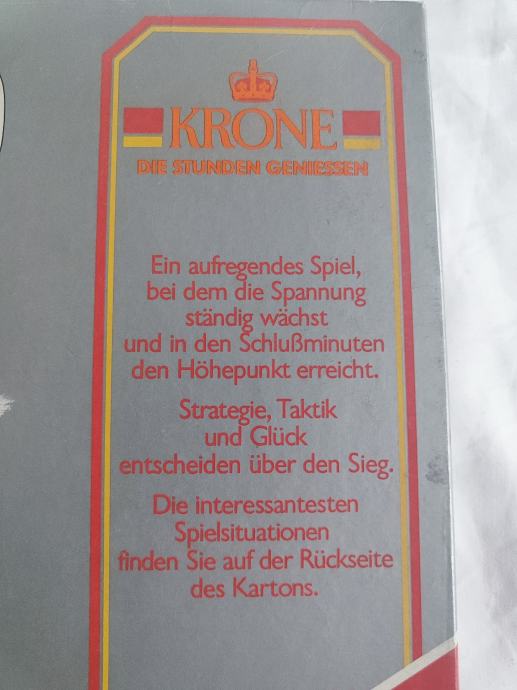 KRONE
DIE STUNDEN GENIESSEN
Ein aufregendes Spiel,
bei dem die Spannung
ständig wächst
und in den Schlußminuten
den Höhepunkt erreicht.
Strategie, Taktik
und Glück
entscheiden über den Sieg.
Die interessantesten
Spielsituationen
finden Sie auf der Rückseite
des Kartons.